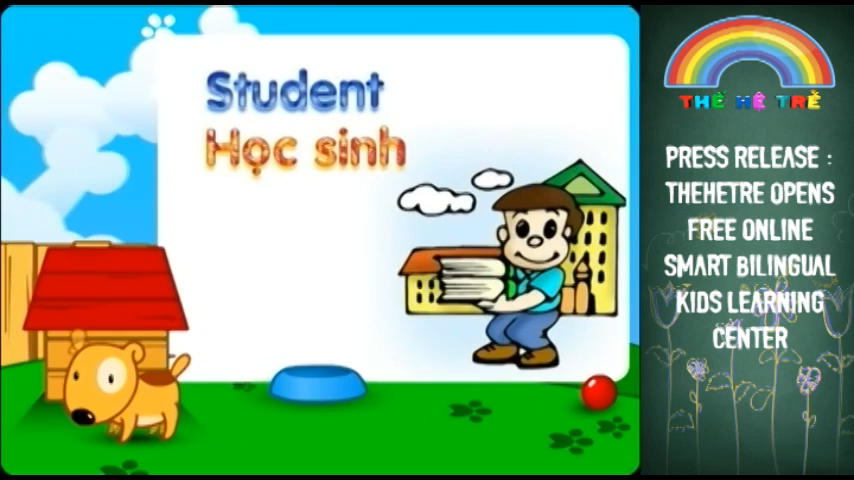 Student
Học sinh
THẾ HỆ TRẺ
PRESS RELEASE :
THEHETRE OPENS
FREE ONLINE
SMART BILINGUAL
KIDS LEARNING
CENTER